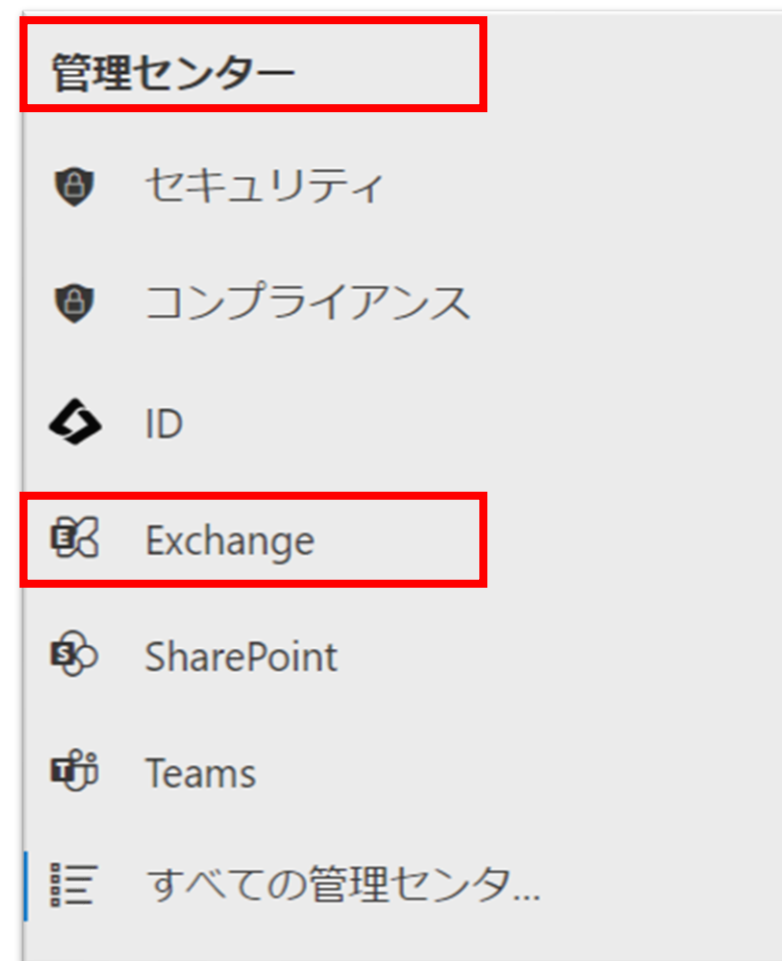 管理センター
セキュリティ
コンプライアンス
ID
Exchange
SharePoint
Teams
すべての管理センタ...